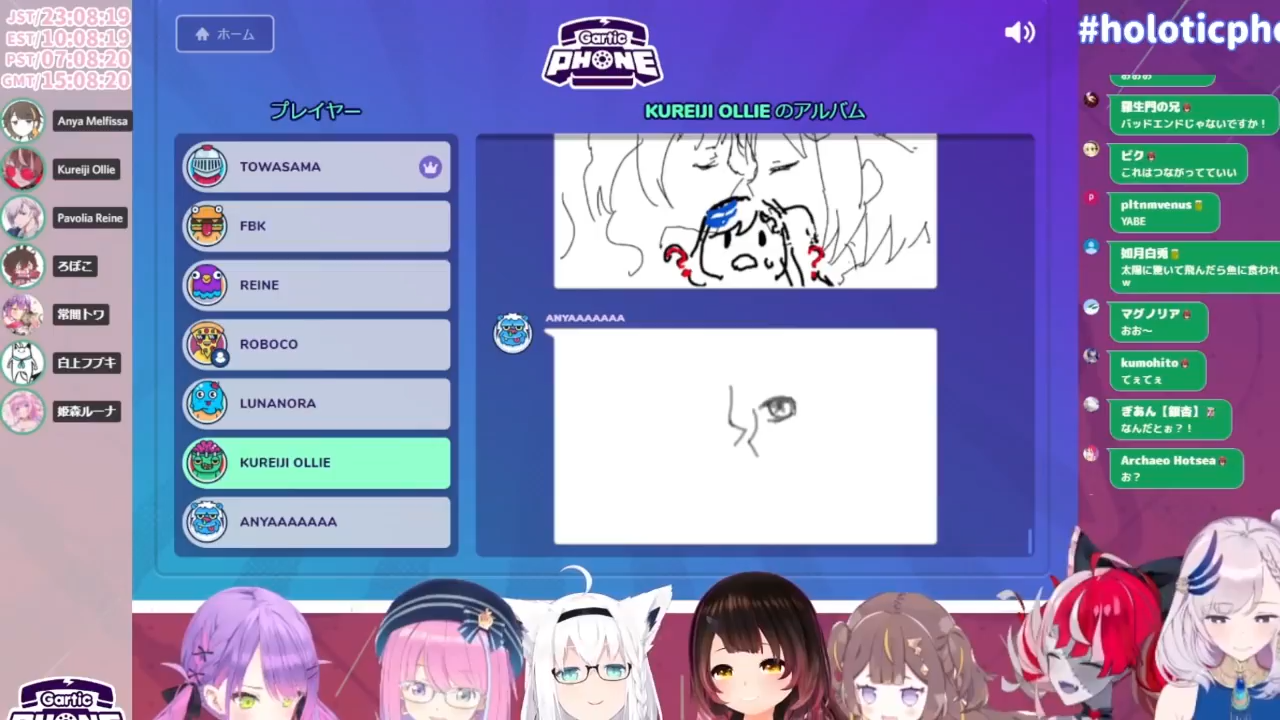 JST/23:08:19
EST/10:08:19
PST/07:08:20
GMT/15:08:20
Anya Melfissa
Kureiji Ollie
Pavolia Reine
ろぼこ
常闇トワ
白上フブキ
姫森ルーナ
Gartic
PHONE
ホーム
Gartic
PHONE
プレイヤー
TOWASAMA
FBK
REINE
ROBOCO
LUNANORA
KUREIJI OLLIE
ANYAAAAAAA
KUREIJI OLLIE のアルバム
?
?
ANYAAAAAAA
#holoticpho
羅生門の兄
バッドエンドじゃないですか！
ピク
これはつながってていい
pltnmvenus
YABE
如月白兎
太陽に驚いて飛んだら魚に食われ
w
マグノリア
おお～
kumohito
てぇてぇ
ぎあん【銀杏】
なんだとぉ？！
Archaeo Hotsea
お？